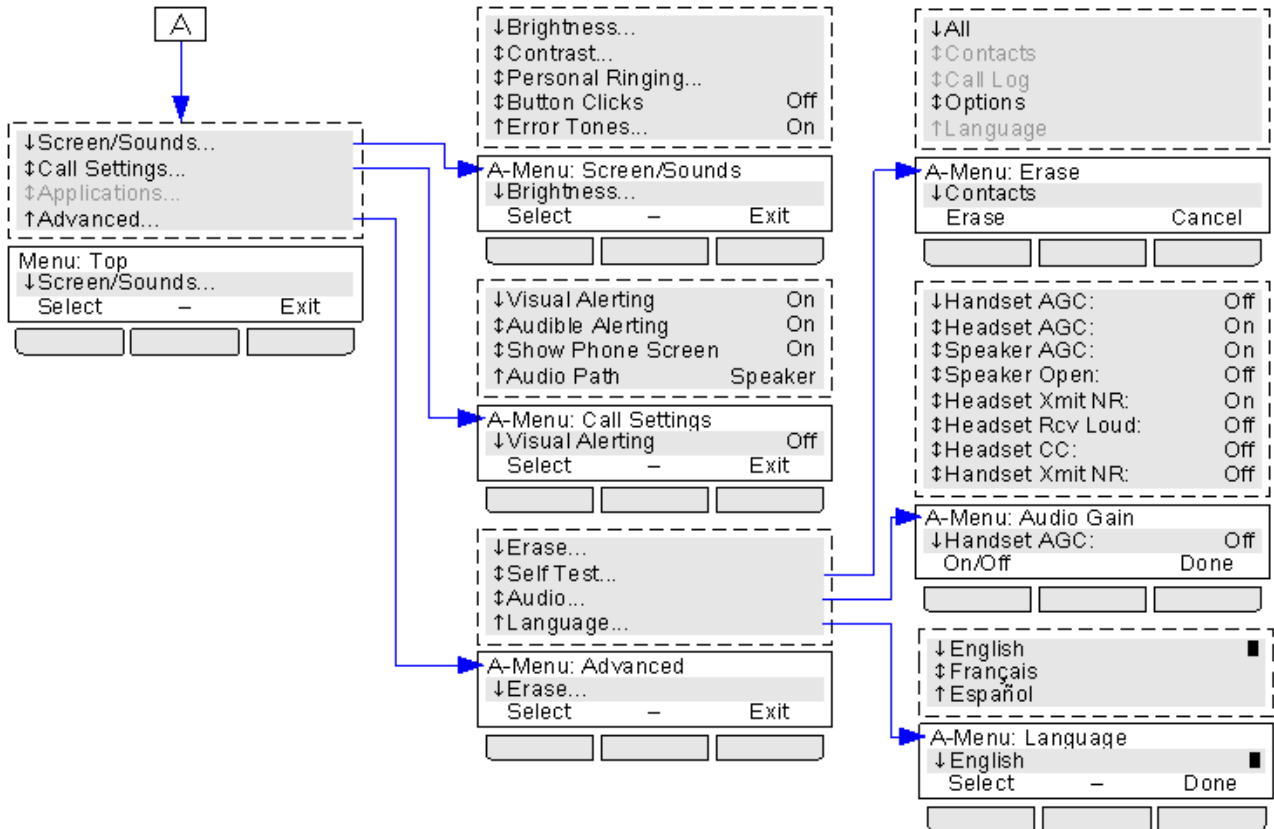 A
↓Screen/Sounds...
↕Call Settings...
↕Applications...
↑Advanced...
Menu: Top
↓Screen/Sounds...
Select – Exit
↓Brightness...
↕Contrast...
↕Personal Ringing...
↕Button Clicks Off
↑Error Tones... On
A-Menu: Screen/Sounds
↓Brightness...
Select – Exit
↓Visual Alerting On
↕Audible Alerting On
↕Show Phone Screen On
↑Audio Path Speaker
A-Menu: Call Settings
↓Visual Alerting Off
Select – Exit
↓Erase...
↕Self Test...
↕Audio...
↑Language...
A-Menu: Advanced
↓Erase...
Select – Exit
↓All
↕Contacts
↕Call Log
↕Options
↑Language
A-Menu: Erase
↓Contacts
Erase Cancel
↓Handset AGC: Off
↕Headset AGC: On
↕Speaker AGC: On
↕Speaker Open: Off
↕Headset Xmit NR: On
↕Headset Rcv Loud: Off
↕Headset CC: Off
↕Handset Xmit NR: Off
A-Menu: Audio Gain
↓Handset AGC: Off
On/Off Done
↓English
↕Français
↑Español
A-Menu: Language
↓English
Select – Done